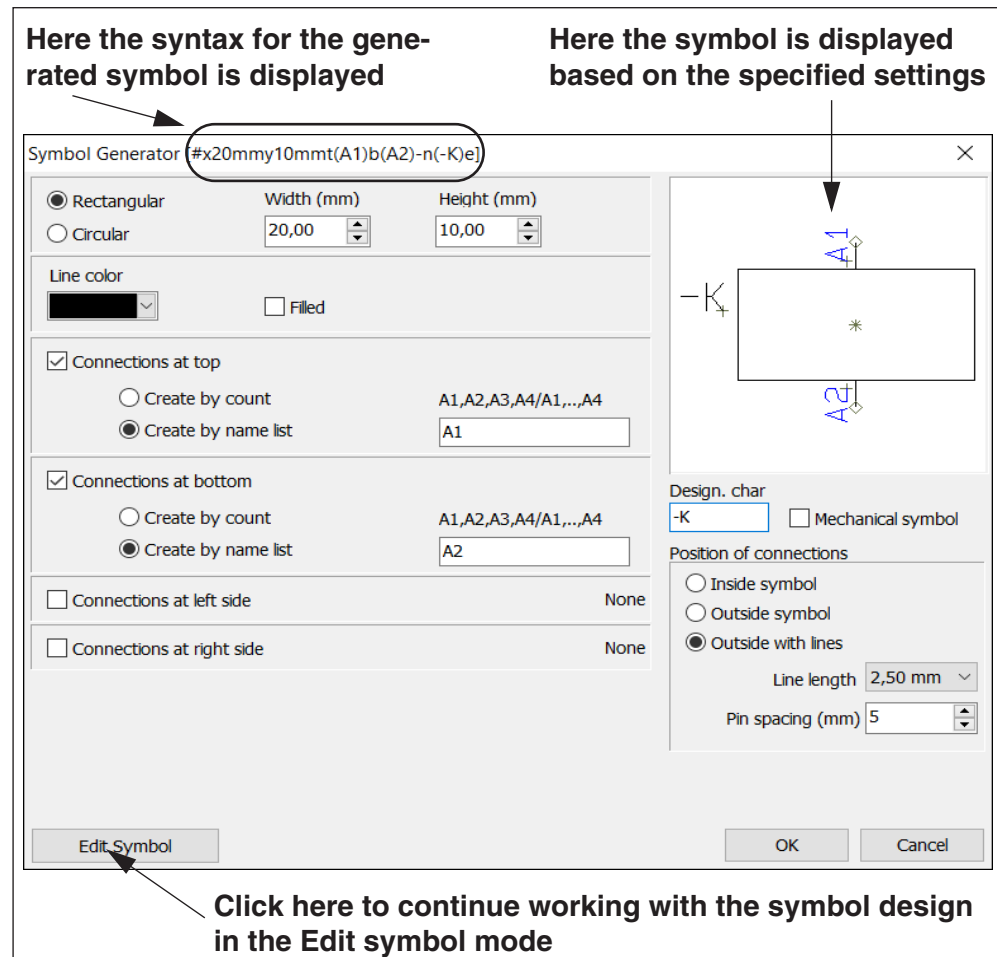 Here the syntax for the gene-
rated symbol is displayed
Here the symbol is displayed
based on the specified settings
Symbol Generator [#x20mmy10mmt(A1)b(A2)-n(-K)e]
Rectangular
Width (mm)
Height (mm)
Circular
20,00
10,00
Line color
Filled
Connections at top
Create by count
A1,A2,A3,A4/A1,..,A4
Create by name list
A1
Connections at bottom
Create by count
A1,A2,A3,A4/A1,..,A4
Create by name list
A2
Connections at left side
None
Connections at right side
None
A1
-K
A2
Design. char
-K
Mechanical symbol
Position of connections
Inside symbol
Outside symbol
Outside with lines
Line length 2,50 mm
Pin spacing (mm) 5
Edit Symbol
OK
Cancel
Click here to continue working with the symbol design
in the Edit symbol mode